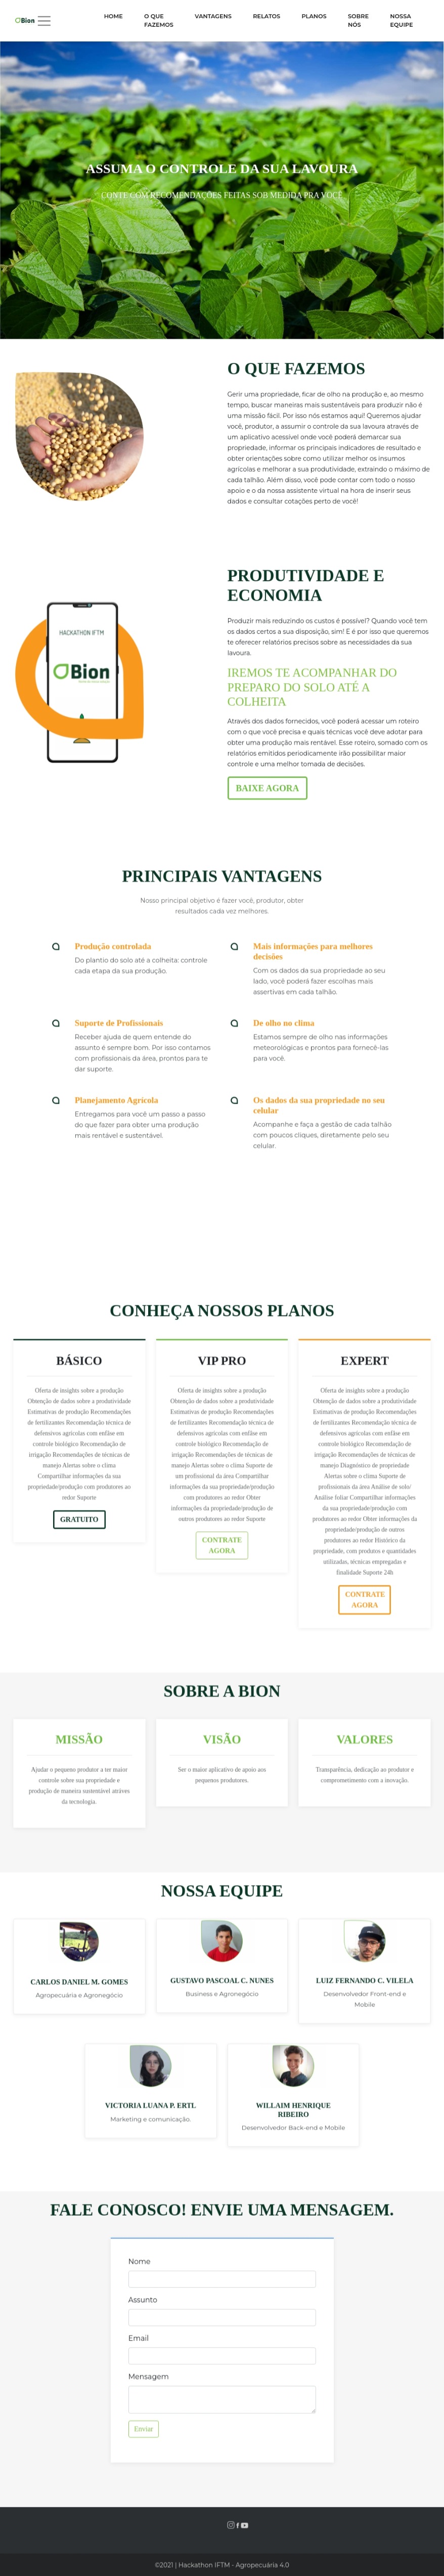 Bion
HOME
O QUE
FAZEMOS
VANTAGENS
RELATOS
PLANOS
SOBRE
NÓS
NOSSA
EQUIPE
ASSUMA O CONTROLE DA SUA LAVOURA
CONTE COM RECOMENDAÇÕES FEITAS SOB MEDIDA PRA VOCÊ
O QUE FAZEMOS
Gerir uma propriedade, ficar de olho na produção e, ao mesmo
tempo, buscar maneiras mais sustentáveis para produzir não é
uma missão fácil. Por isso nós estamos aqui! Queremos ajudar
você, produtor, a assumir o controle da sua lavoura através de
um aplicativo acessível onde você poderá demarcar sua
propriedade, informar os principais indicadores de resultado e
obter orientações sobre como utilizar melhor os insumos
agrícolas e melhorar a sua produtividade, extraindo o máximo de
cada talhão. Além disso, você pode contar com todo o nosso
apoio e o da nossa assistente virtual na hora de inserir seus
dados e consultar cotações perto de você!
HACKATHON IFTM
Bion
PRODUTIVIDADE E
ECONOMIA
Produzir mais reduzindo os custos é possível? Quando você tem
os dados certos a sua disposição, sim! E é por isso que queremos
te oferecer relatórios precisos sobre as necessidades da sua
lavoura.
IREMOS TE ACOMPANHAR DO
PREPARO DO SOLO ATÉ A
COLHEITA
Através dos dados fornecidos, você poderá acessar um roteiro
com o que você precisa e quais técnicas você deve adotar para
obter uma produção mais rentável. Esse roteiro, somado com os
relatórios emitidos periodicamente irão possibilitar maior
controle e uma melhor tomada de decisões.
BAIXE AGORA
PRINCIPAIS VANTAGENS
Nosso principal objetivo é fazer você, produtor, obter
resultados cada vez melhores.
Produção controlada
Do plantio do solo até a colheita: controle
cada etapa da sua produção.
Mais informações para melhores
decisões
Com os dados da sua propriedade ao seu
lado, você poderá fazer escolhas mais
assertivas em cada talhão.
Suporte de Profissionais
Receber ajuda de quem entende do
assunto é sempre bom. Por isso contamos
com profissionais da área, prontos para te
dar suporte.
De olho no clima
Estamos sempre de olho nas informações
meteorológicas e prontos para fornecê-las
para você.
Planejamento Agrícola
Entregamos para você um passo a passo
do que fazer para obter uma produção
mais rentável e sustentável.
Os dados da sua propriedade no seu
celular
Acompanhe e faça a gestão de cada talhão
com poucos cliques, diretamente pelo seu
celular.
CONHEÇA NOSSOS PLANOS
BÁSICO
Oferta de insights sobre a produção
Obtenção de dados sobre a produtividade
Estimativas de produção Recomendações
de fertilizantes Recomendação técnica de
defensivos agrícolas com enfâse em
controle biológico Recomendação de
irrigação Recomendações de técnicas de
manejo Alertas sobre o clima
Compartilhar informações da sua
propriedade/produção com produtores ao
redor Suporte
GRATUITO
VIP PRO
Oferta de insights sobre a produção
Obtenção de dados sobre a produtividade
Estimativas de produção Recomendações
de fertilizantes Recomendação técnica de
defensivos agrícolas com enfâse em
controle biológico Recomendação de
irrigação Recomendações de técnicas de
manejo Alertas sobre o clima Suporte de
um profissional da área Compartilhar
informações da sua propriedade/produção
com produtores ao redor Obter
informações da propriedade/produção de
outros produtores ao redor Suporte
CONTRATE
AGORA
EXPERT
Oferta de insights sobre a produção
Obtenção de dados sobre a produtividade
Estimativas de produção Recomendações
de fertilizantes Recomendação técnica de
defensivos agrícolas com enfâse em
controle biológico Recomendação de
irrigação Recomendações de técnicas de
manejo Diagnóstico de propriedade
Alertas sobre o clima Suporte de
profissionais da área Análise de solo/
Análise foliar Compartilhar informações
da sua propriedade/produção com
produtores ao redor Obter informações da
propriedade/produção de outros
produtores ao redor Histórico da
propriedade, com produtos e quantidades
utilizadas, técnicas empregadas e
finalidade Suporte 24h
CONTRATE
AGORA
SOBRE A BION
MISSÃO
Ajudar o pequeno produtor a ter maior
controle sobre sua propriedade e
produção de maneira sustentável atráves
da tecnologia.
VISÃO
Ser o maior aplicativo de apoio aos
pequenos produtores.
VALORES
Transparência, dedicação ao produtor e
comprometimento com a inovação.
NOSSA EQUIPE
CARLOS DANIEL M. GOMES
Agropecuária e Agronegócio
GUSTAVO PASCOAL C. NUNES
Business e Agronegócio
LUIZ FERNANDO C. VILELA
Desenvolvedor Front-end e
Mobile
VICTORIA LUANA P. ERTL
Marketing e comunicação.
WILLAIM HENRIQUE
RIBEIRO
Desenvolvedor Back-end e Mobile
FALE CONOSCO! ENVIE UMA MENSAGEM.
Nome
Assunto
Email
Mensagem
Enviar
©2021 | Hackathon IFTM - Agropecuária 4.0